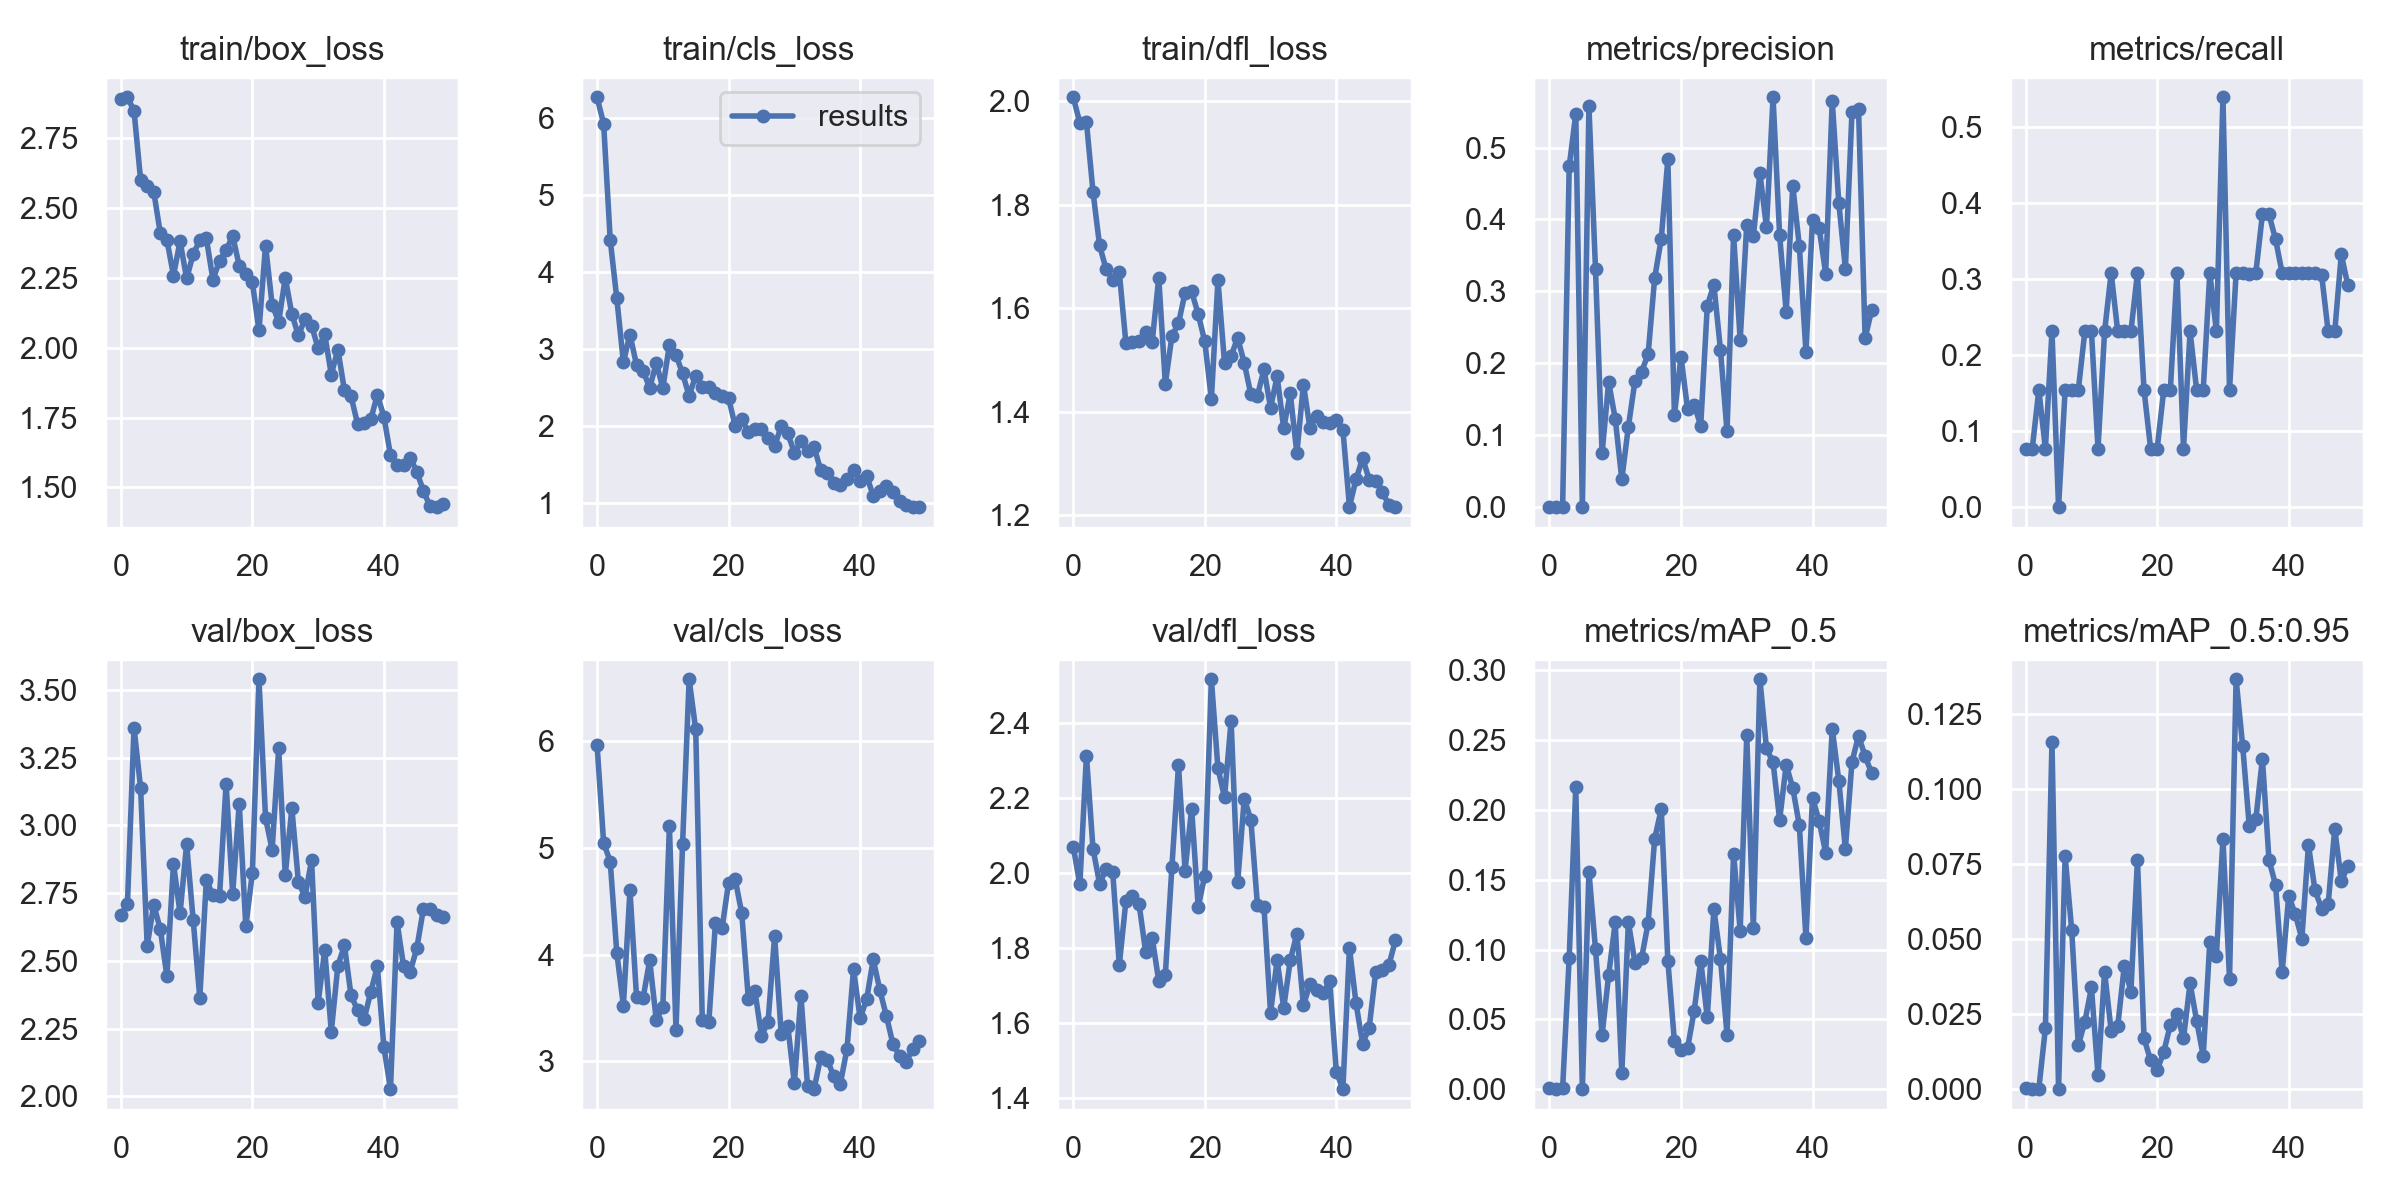 train/box_loss
2.75
2.50
2.25
2.00
1.75
1.50
0 20 40
train/cls_loss
results
6
5
4
3
2
1
0 20 40
train/dfl_loss
2.0
1.8
1.6
1.4
1.2
0 20 40
metrics/precision
0.5
0.4
0.3
0.2
0.1
0.0
0 20 40
metrics/recall
0.5
0.4
0.3
0.2
0.1
0.0
0 20 40
val/box_loss
3.50
3.25
3.00
2.75
2.50
2.25
2.00
0 20 40
val/cls_loss
6
5
4
3
0 20 40
val/dfl_loss
2.4
2.2
2.0
1.8
1.6
1.4
0 20 40
metrics/mAP_0.5
0.30
0.25
0.20
0.15
0.10
0.05
0.00
0 20 40
metrics/mAP_0.5:0.95
0.125
0.100
0.075
0.050
0.025
0.000
0 20 40